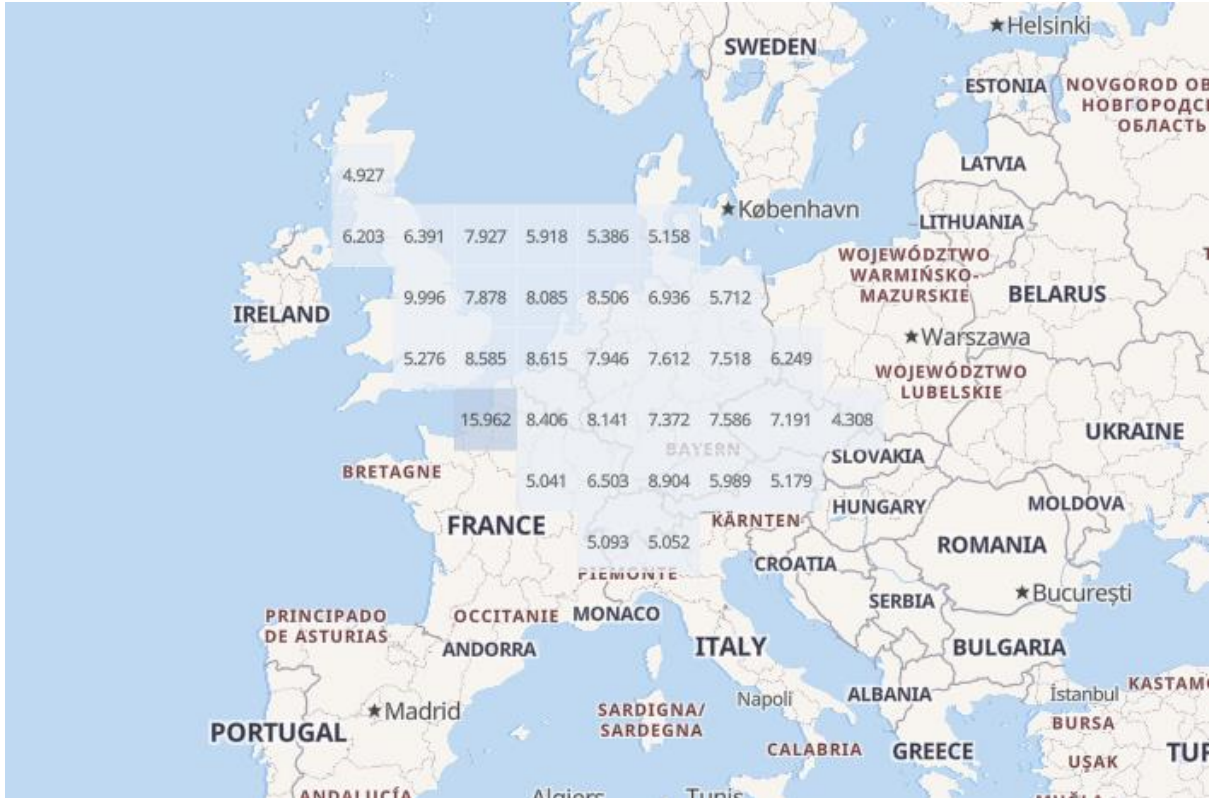 Helsinki
SWEDEN
ESTONIA
NOVGOROD OB
НОВГОРОДС
ОБЛАСТЬ
LATVIA
4.927
København
LITHUANIA
6.203 6.391 7.927 5.918 5.386 5.158
WOJEWÓDZTWO
WARMIŃSKO-
MAZURSKIE
BELARUS
IRELAND
9.996 7.878 8.085 8.506 6.936 5.712
Warszawa
5.276 8.585 8.615 7.946 7.612 7.518 6.249
WOJEWÓDZTWO
LUBELSKIE
15.962 8.406 8.141 7.372 7.586 7.191 4.308
UKRAINE
BAYERN
SLOVAKIA
BRETAGNE
5.041 6.503 8.904 5.989 5.179
HUNGARY
MOLDOVA
FRANCE
KÄRNTEN
5.093 5.052
ROMANIA
CROATIA
PIEMONTE
SERBIA
București
PRINCIPADO
DE ASTURIAS
OCCITANIE
MONACO
ANDORRA
ITALY
BULGARIA
Madrid
Napoli
ALBANIA
İstanbul
KASTAM
SARDIGNA/
SARDEGNA
BURSA
PORTUGAL
CALABRIA
GREECE
UŞAK
TUR
ANDALUCÍA
Algiers
Tunis